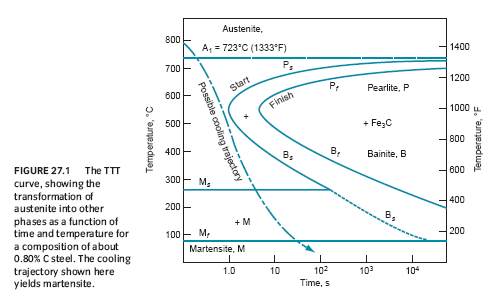 Austenite,
800
A₁ = 723°C (1333°F)
1400
Pₛ
700
1200
Start
Pf
Pearlite, P
600
Finish
1000
Possible cooling trajectory
+
+ Fe₃C
500
800
Temperature, °C
Temperature, °F
400
Bₛ
Bf
Bainite, B
600
300
Mₛ
400
200
+ M
Bₛ
Mf
100
200
Martensite, M
1.0
10
10²
10³
10⁴
Time, s
FIGURE 27.1 The TTT
curve, showing the
transformation of
austenite into other
phases as a function of
time and temperature for
a composition of about
0.80% C steel. The cooling
trajectory shown here
yields martensite.